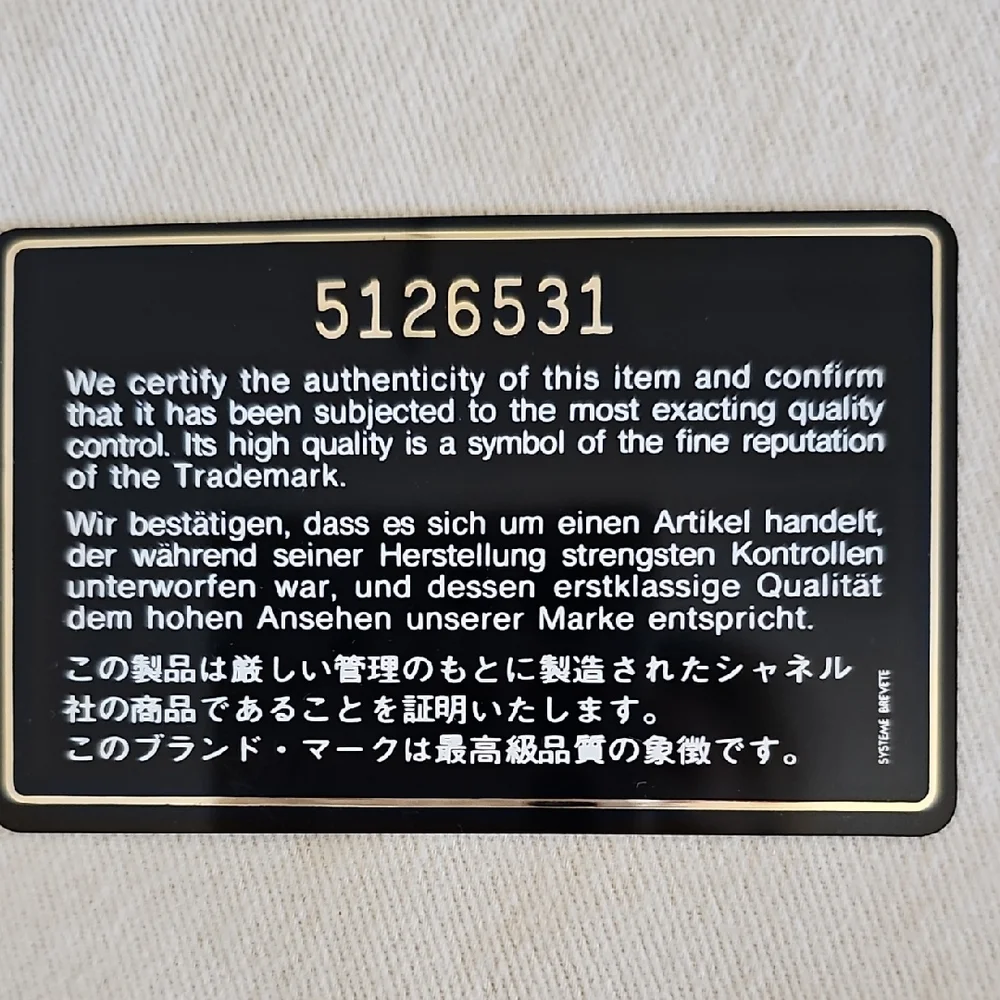 5126531
We certify the authenticity of this item and confirm
that it has been subjected to the most exacting quality
control. Its high quality is a symbol of the fine reputation
of the Trademark.
Wir bestätigen, dass es sich um einen Artikel handelt,
der während seiner Herstellung strengsten Kontrollen
unterworfen war, und dessen erstklassige Qualität
dem hohen Ansehen unserer Marke entspricht.
この製品は厳しい管理のもとに製造されたシャネル
社の商品であることを証明いたします。
このブランド・マークは最高級品質の象徴です。
SYSTEME BREVETE